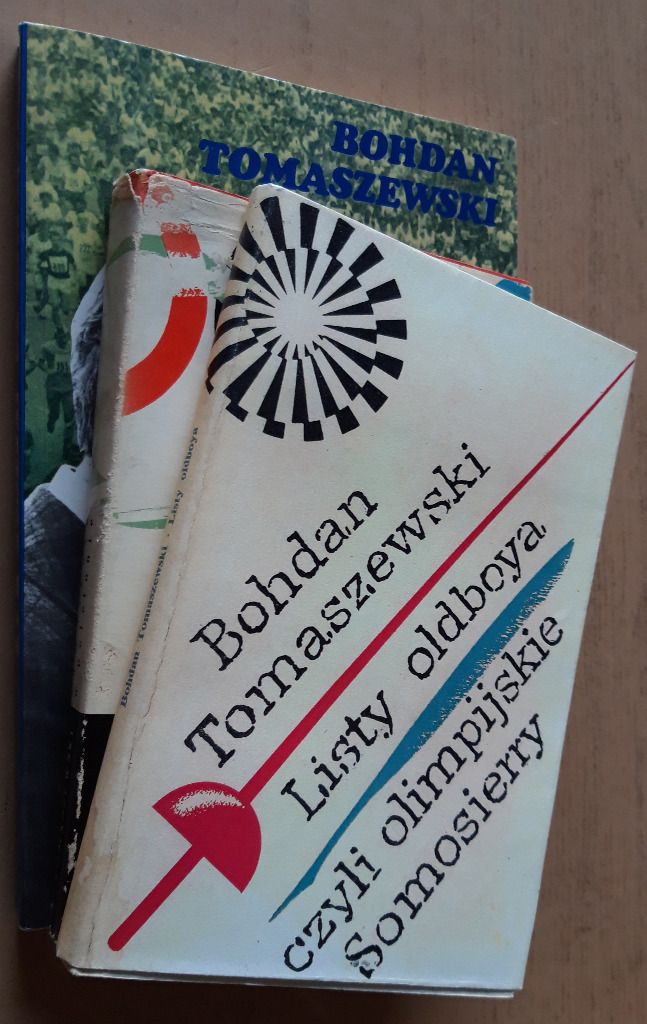 BOHDAN
TOMASZEWSKI
Bohdan Tomaszewski · Listy oldboya
Bohdan
Tomaszewski
Listy oldboya
czyli olimpijskie
Somosierry